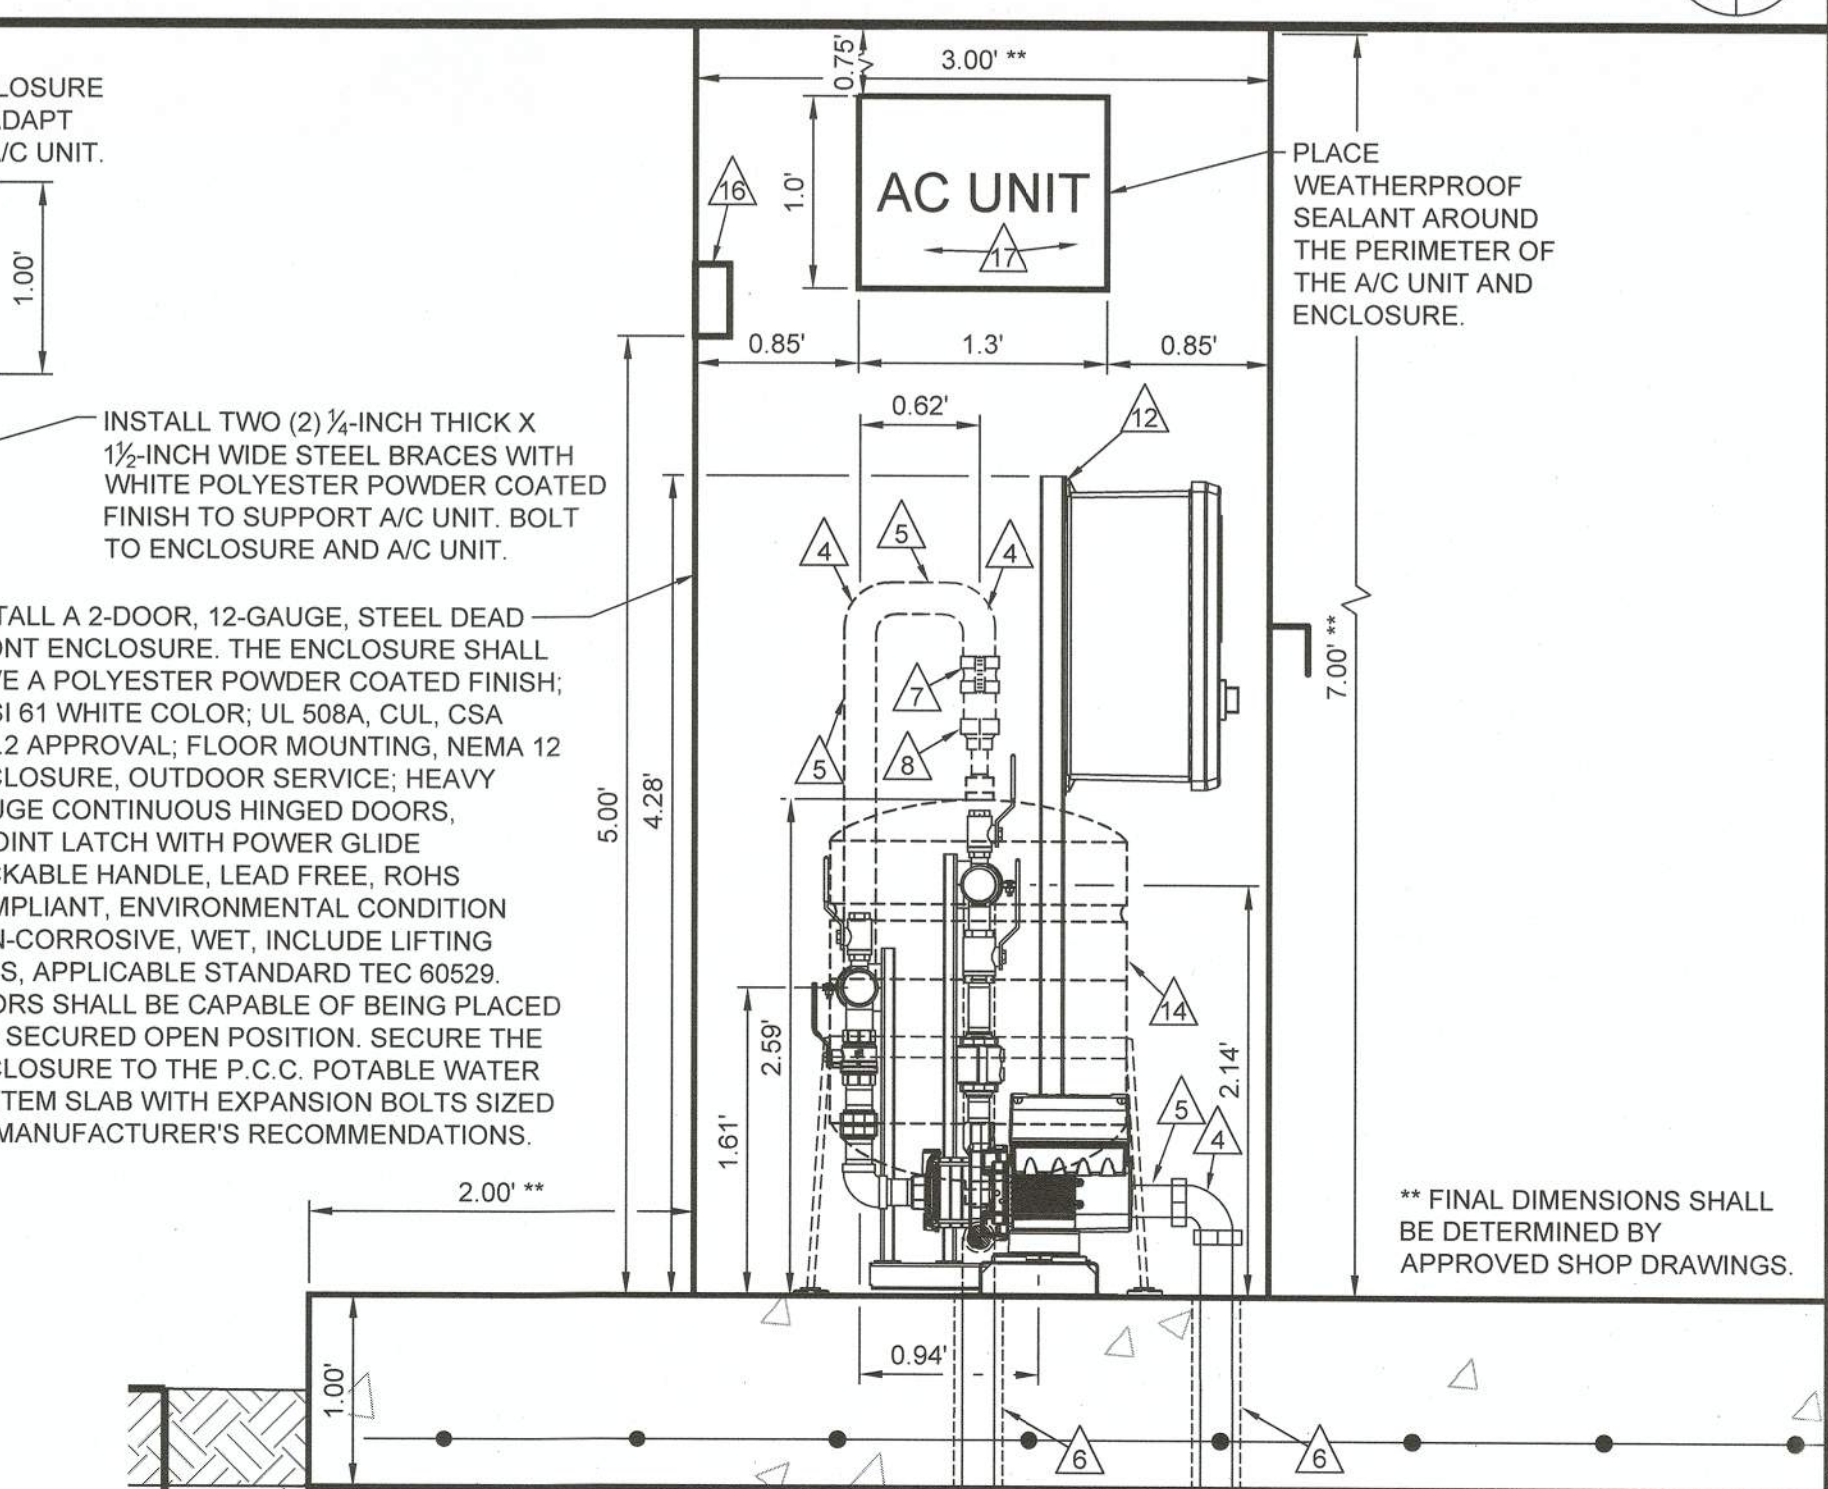 LOSURE
ADAPT
A/C UNIT.
1.00'
INSTALL TWO (2) ¼-INCH THICK X
1½-INCH WIDE STEEL BRACES WITH
WHITE POLYESTER POWDER COATED
FINISH TO SUPPORT A/C UNIT. BOLT
TO ENCLOSURE AND A/C UNIT.
TALL A 2-DOOR, 12-GAUGE, STEEL DEAD
ONT ENCLOSURE. THE ENCLOSURE SHALL
VE A POLYESTER POWDER COATED FINISH;
SI 61 WHITE COLOR; UL 508A, CUL, CSA
.2 APPROVAL; FLOOR MOUNTING, NEMA 12
CLOSURE, OUTDOOR SERVICE; HEAVY
UGE CONTINUOUS HINGED DOORS,
OINT LATCH WITH POWER GLIDE
CKABLE HANDLE, LEAD FREE, ROHS
MPLIANT, ENVIRONMENTAL CONDITION
N-CORROSIVE, WET, INCLUDE LIFTING
S, APPLICABLE STANDARD TEC 60529.
ORS SHALL BE CAPABLE OF BEING PLACED
SECURED OPEN POSITION. SECURE THE
CLOSURE TO THE P.C.C. POTABLE WATER
TEM SLAB WITH EXPANSION BOLTS SIZED
MANUFACTURER'S RECOMMENDATIONS.
2.00' **
1.00'
0.75'
3.00' **
16
1.0'
AC UNIT
17
0.85'
1.3'
0.85'
0.62'
12
4
5
4
7
5
8
5.00'
4.28'
2.59'
1.61'
14
2.14'
5
4
0.94'
6
6
7.00' **
PLACE
WEATHERPROOF
SEALANT AROUND
THE PERIMETER OF
THE A/C UNIT AND
ENCLOSURE.
** FINAL DIMENSIONS SHALL
BE DETERMINED BY
APPROVED SHOP DRAWINGS.